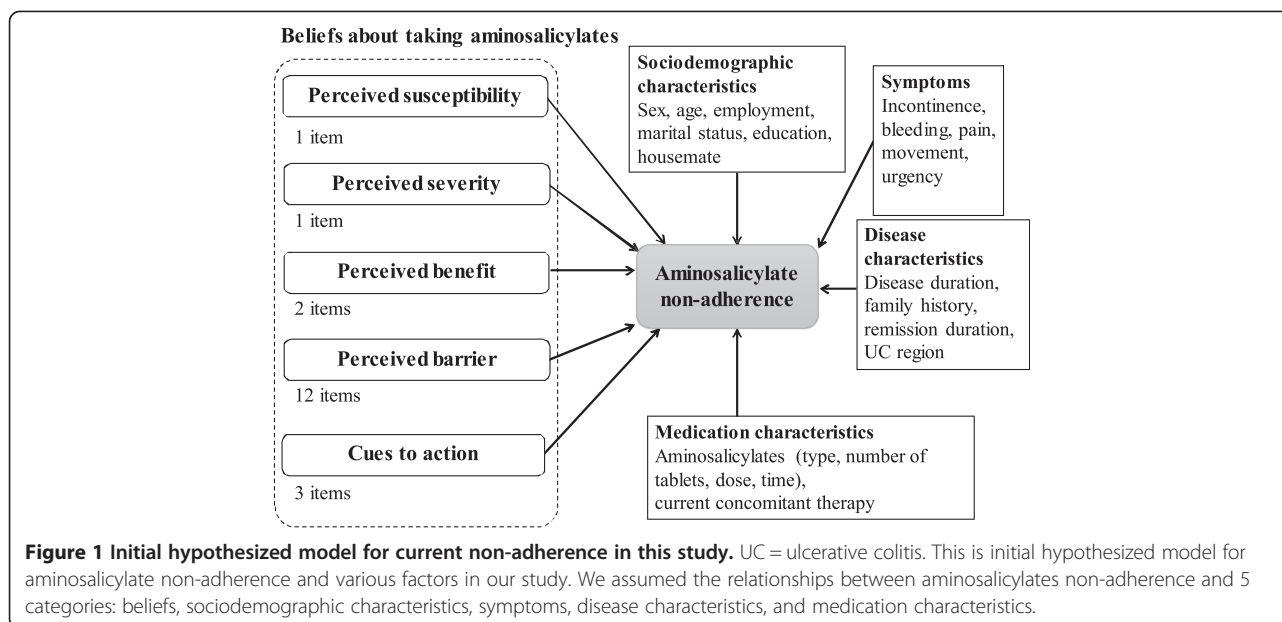 Beliefs about taking aminosalicylates
Perceived susceptibility
1 item
Perceived severity
1 item
Perceived benefit
2 items
Perceived barrier
12 items
Cues to action
3 items
Sociodemographic
characteristics
Sex, age, employment,
marital status, education,
housemate
Symptoms
Incontinence,
bleeding, pain,
movement,
urgency
Aminosalicylate
non-adherence
Disease
characteristics
Disease duration,
family history,
remission duration,
UC region
Medication characteristics
Aminosalicylates (type, number of
tablets, dose, time),
current concomitant therapy
Figure 1 Initial hypothesized model for current non-adherence in this study. UC = ulcerative colitis. This is initial hypothesized model for
aminosalicylate non-adherence and various factors in our study. We assumed the relationships between aminosalicylates non-adherence and 5
categories: beliefs, sociodemographic characteristics, symptoms, disease characteristics, and medication characteristics.